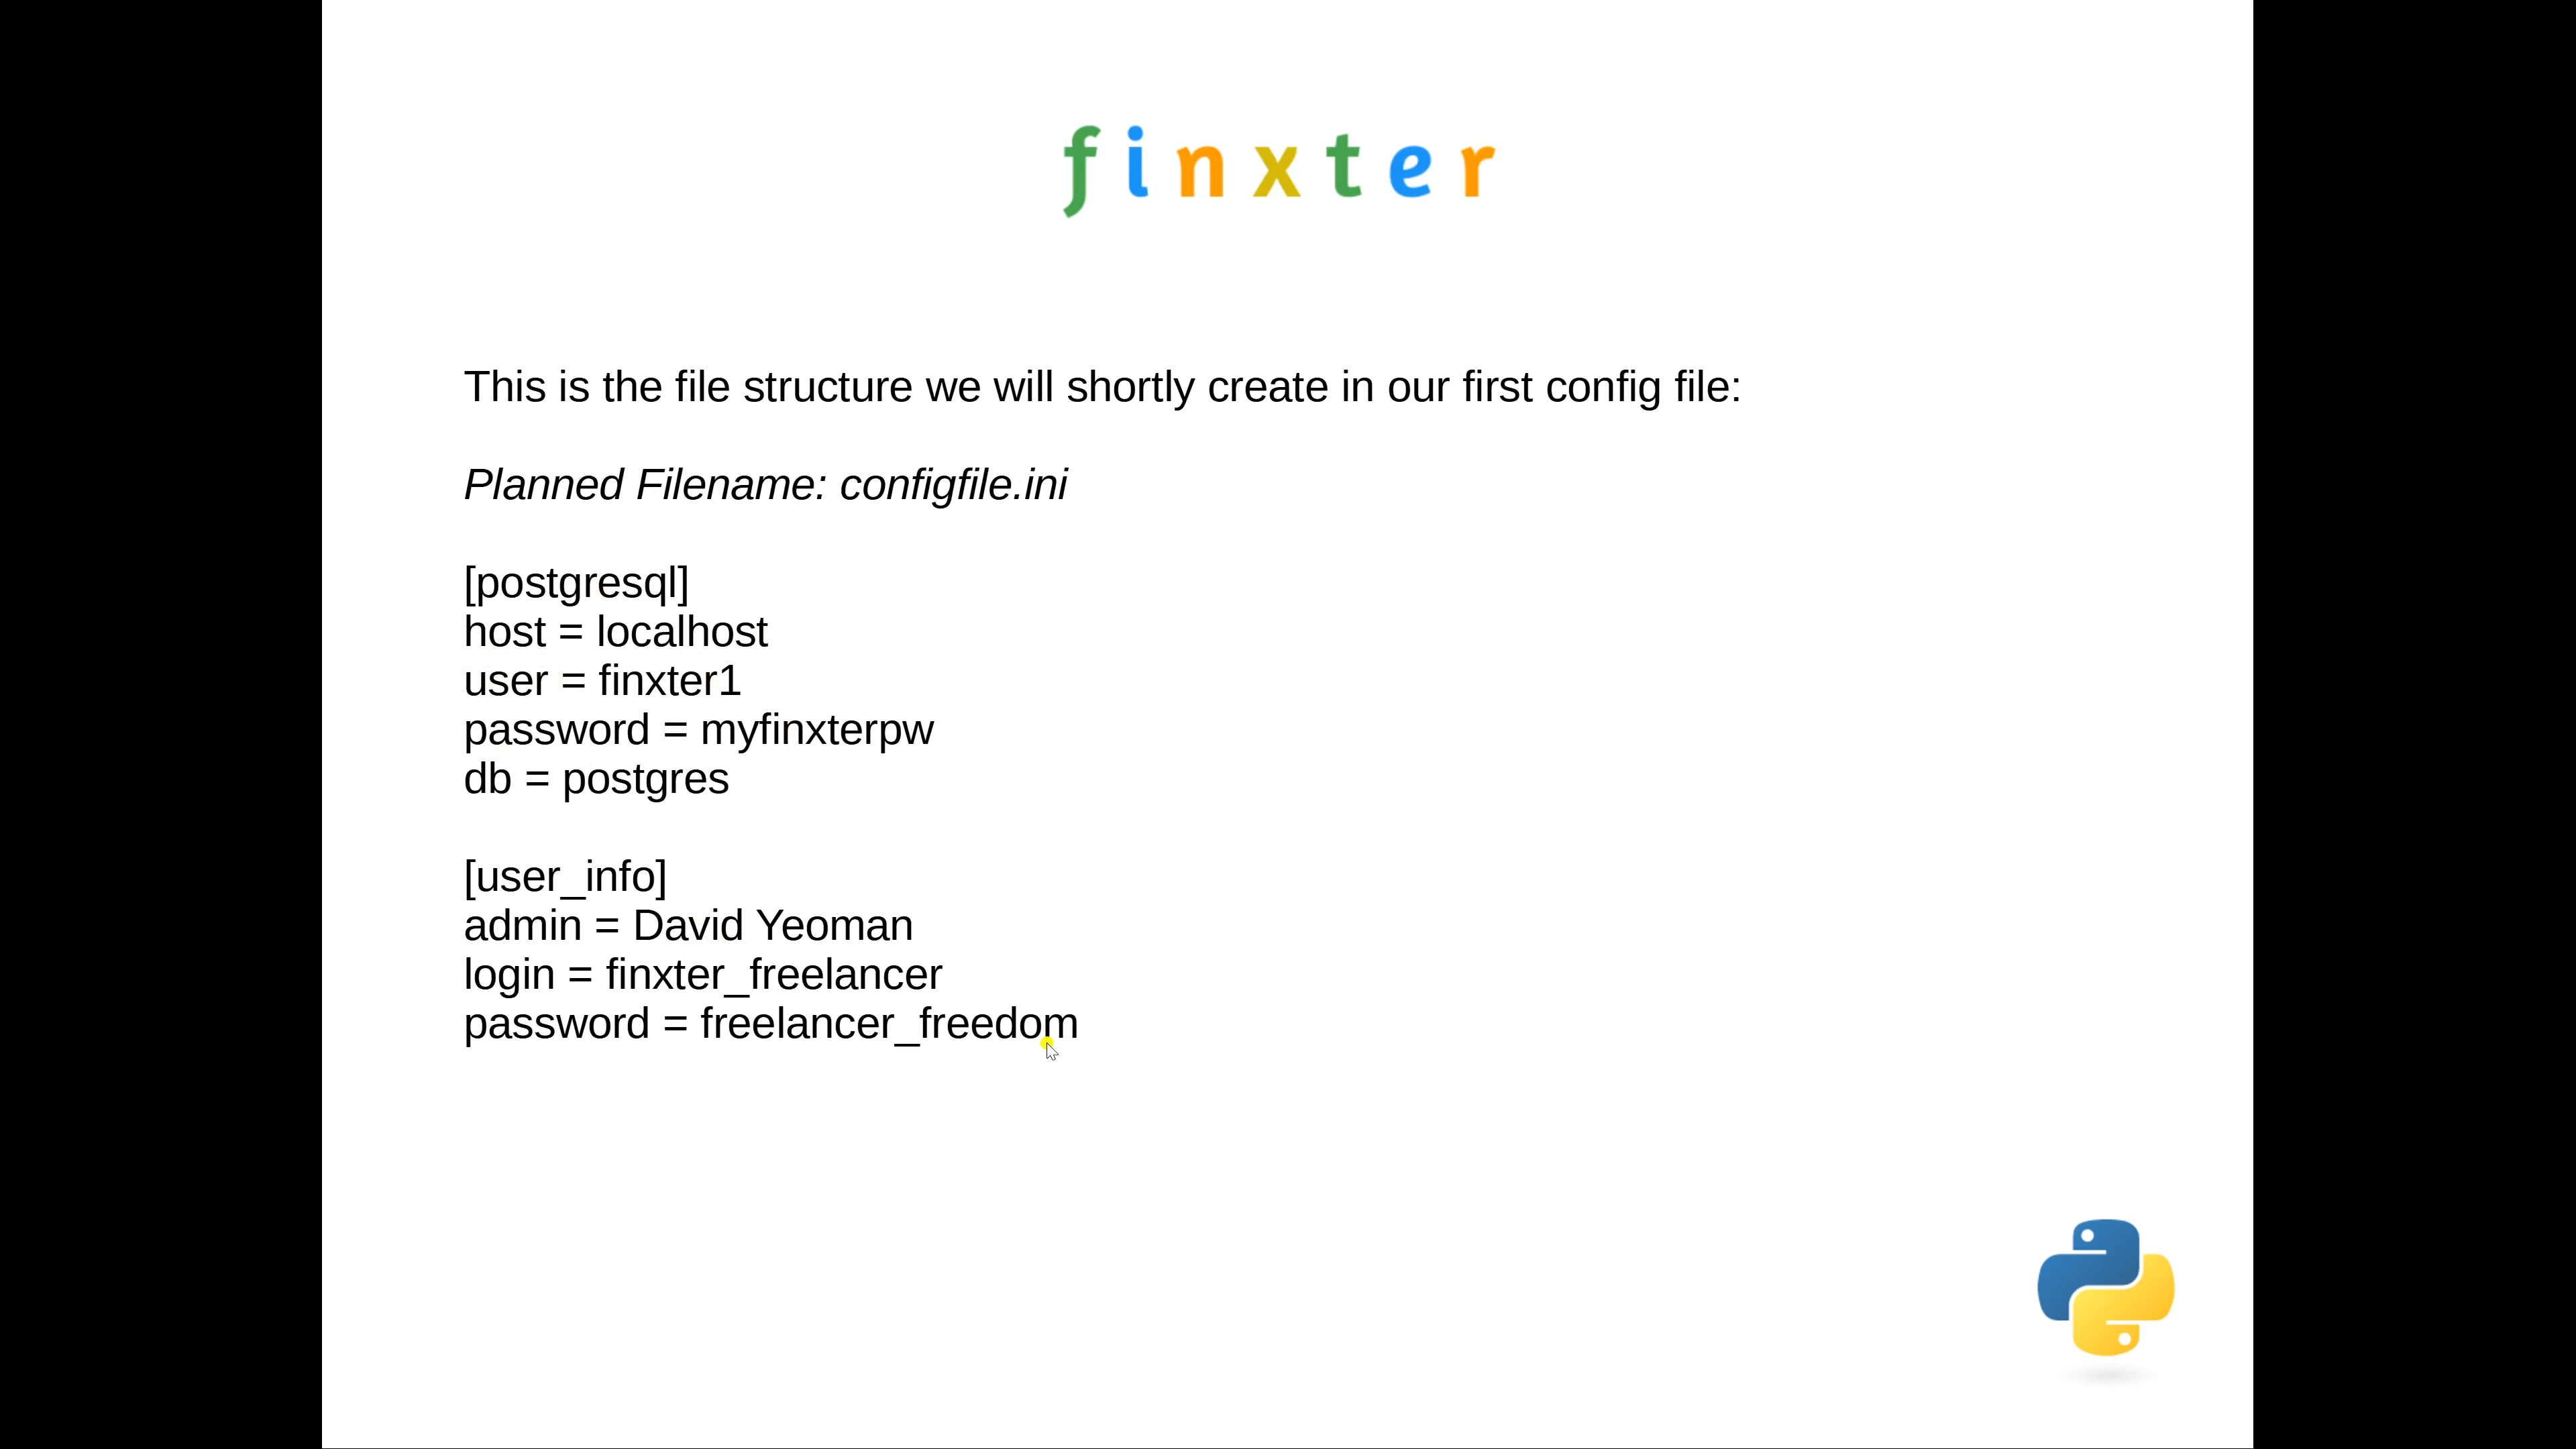 finxter
This is the file structure we will shortly create in our first config file:
Planned Filename: configfile.ini
[postgresql]
host = localhost
user = finxter1
password = myfinxterpw
db = postgres
[user_info]
admin = David Yeoman
login = finxter_freelancer
password = freelancer_freedom